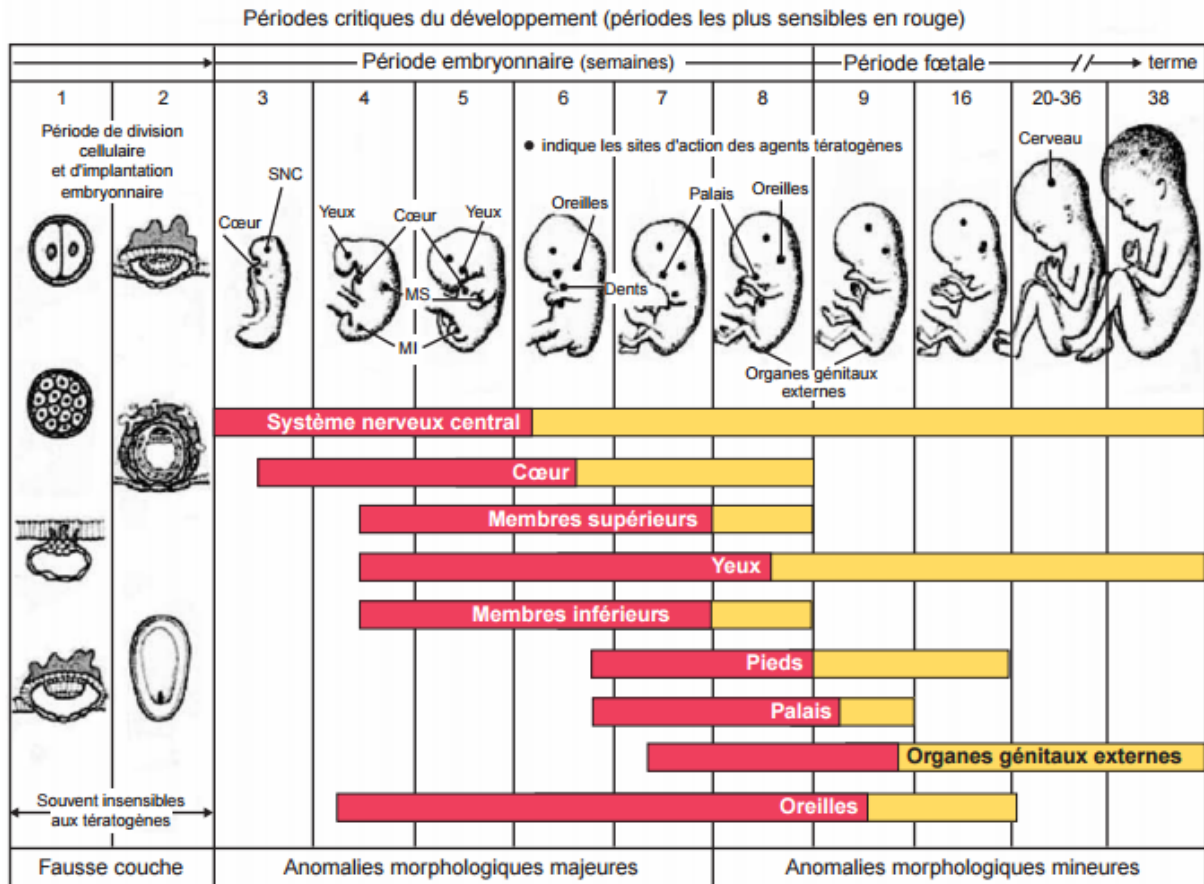 Périodes critiques du développement (périodes les plus sensibles en rouge)
Période embryonnaire (semaines)
Période fœtale
terme
1
2
3
4
5
6
7
8
9
16
20-36
38
Période de division
cellulaire
et d'implantation
embryonnaire
● indique les sites d'action des agents tératogènes
SNC
Cœur
Yeux
Cœur
Yeux
MS
MI
Oreilles
Dents
Palais
Oreilles
Organes génitaux
externes
Cerveau
Système nerveux central
Cœur
Membres supérieurs
Yeux
Membres inférieurs
Pieds
Palais
Organes génitaux externes
Oreilles
Souvent insensibles
aux tératogènes
Fausse couche
Anomalies morphologiques majeures
Anomalies morphologiques mineures